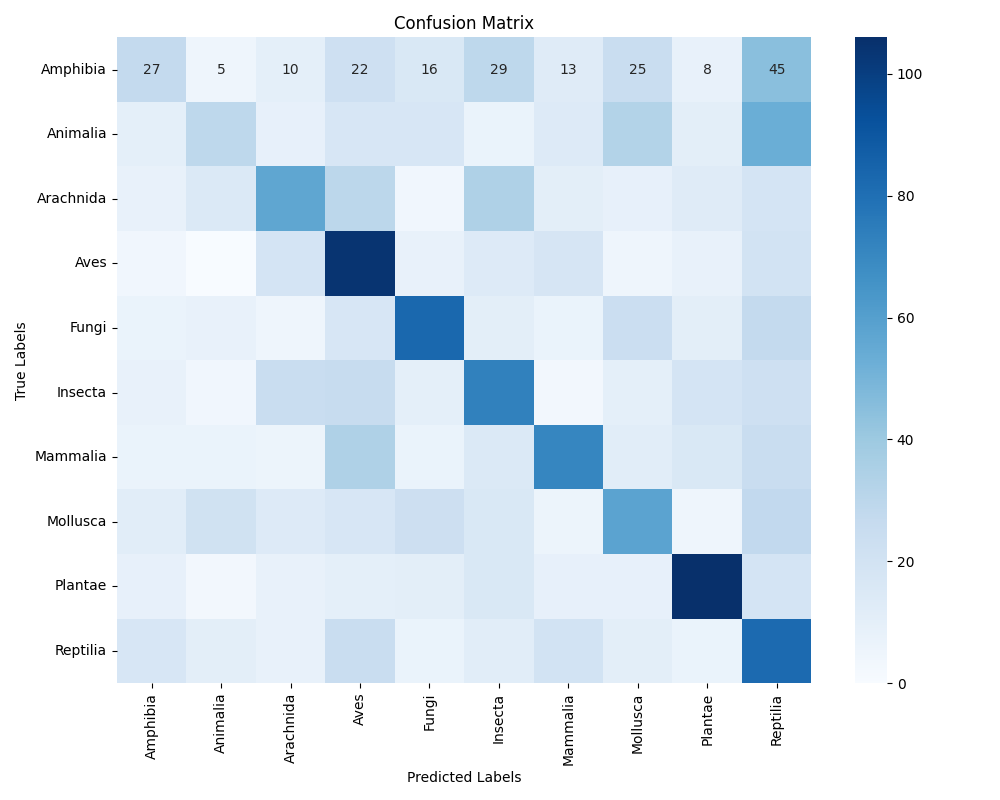 Confusion Matrix
Amphibia 27 5 10 22 16 29 13 25 8 45
Animalia
Arachnida
Aves
Fungi
Insecta
Mammalia
Mollusca
Plantae
Reptilia
True Labels
Amphibia Animalia Arachnida Aves Fungi Insecta Mammalia Mollusca Plantae Reptilia
Predicted Labels
100
80
60
40
20
0